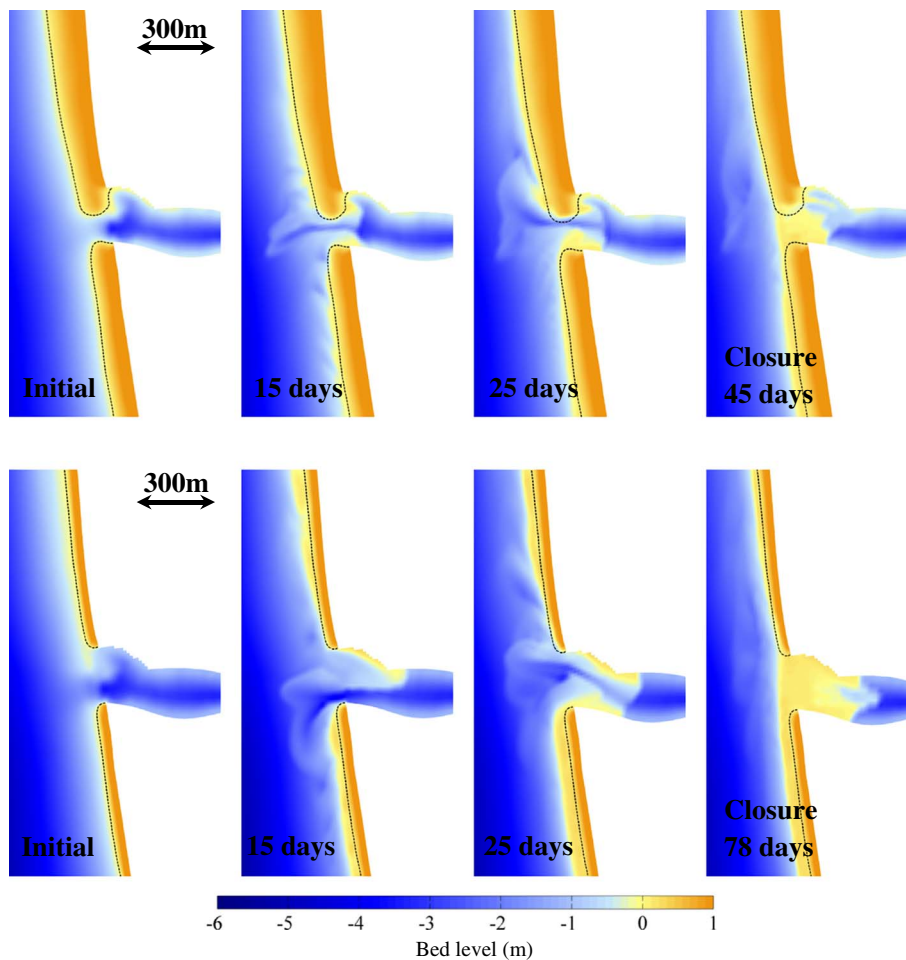 300m
Initial
15 days
25 days
Closure
45 days
300m
Initial
15 days
25 days
Closure
78 days
-6 -5 -4 -3 -2 -1 0 1
Bed level (m)